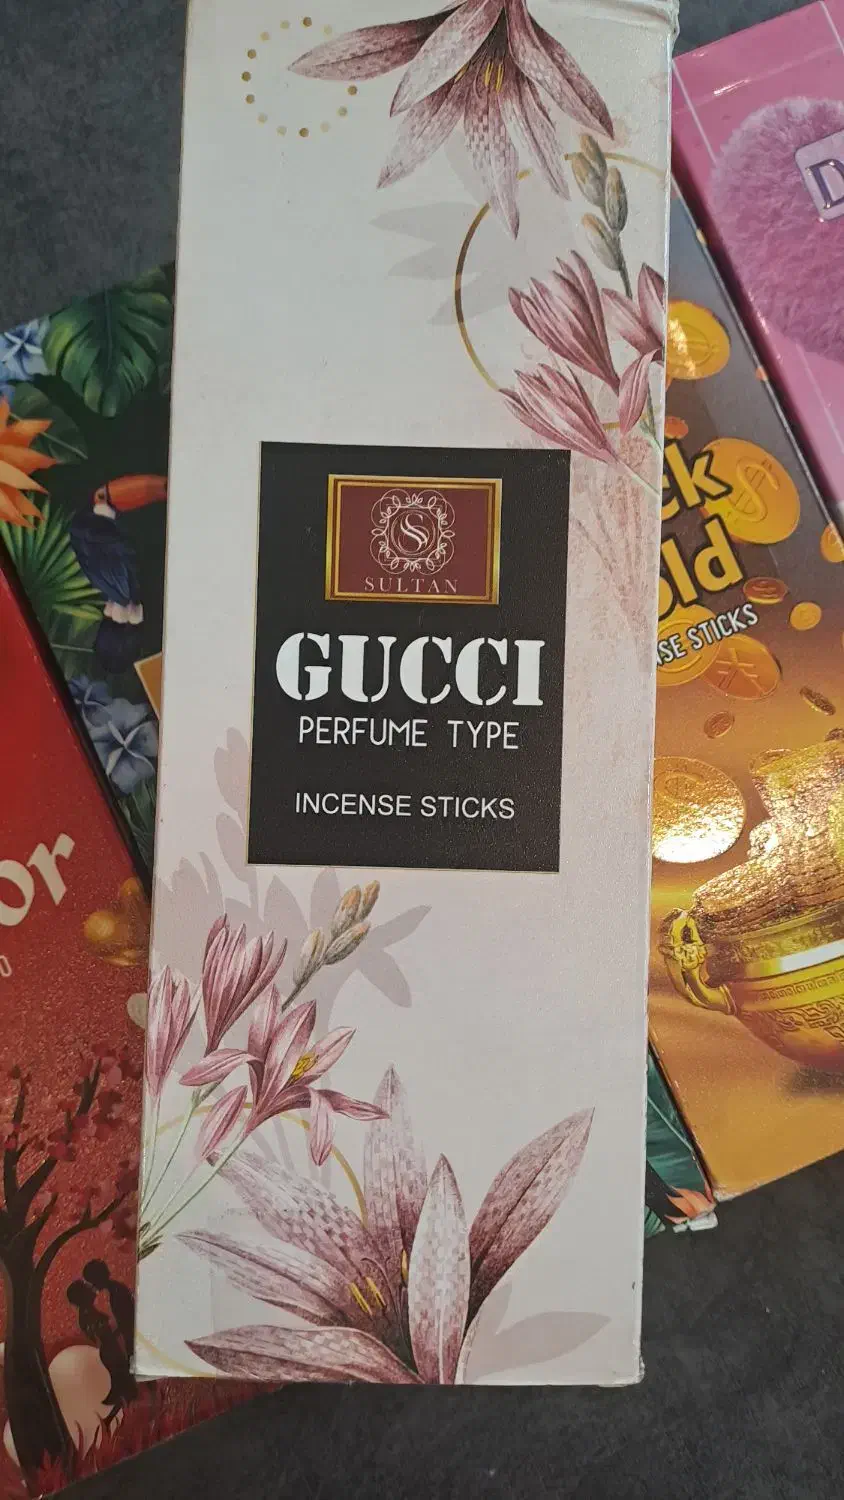 SULTAN
GUCCI
PERFUME TYPE
INCENSE STICKS